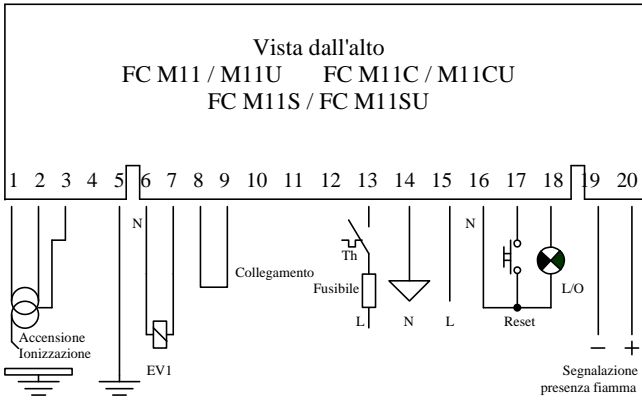 Vista dall'alto
FC M11 / M11U FC M11C / M11CU
FC M11S / FC M11SU
1 2 3 4 5 6 7 8 9 10 11 12 13 14 15 16 17 18 19 20
N
N
Th
Collegamento
Fusibile
L/O
L
N
L
Reset
Accensione
Ionizzazione
EV1
− +
Segnalazione
presenza fiamma